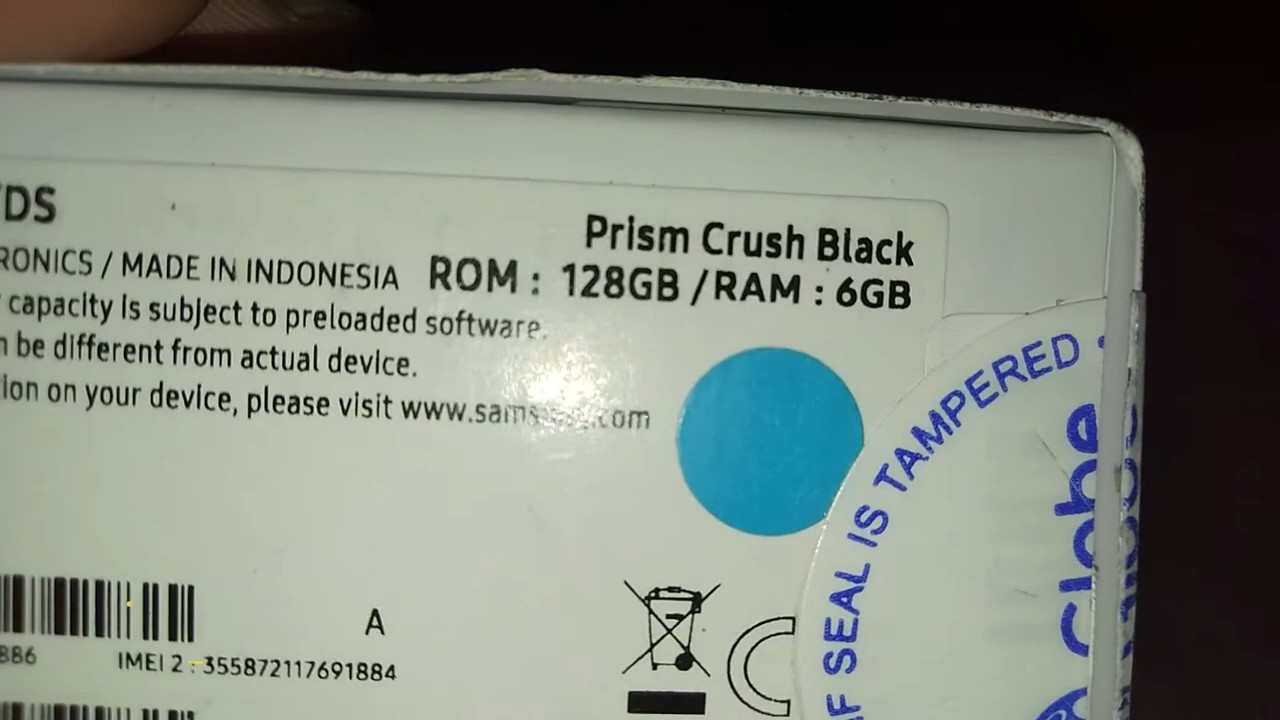 /DS
Prism Crush Black
RONICS / MADE IN INDONESIA ROM : 128GB / RAM : 6GB
capacity is subject to preloaded software.
be different from actual device.
ion on your device, please visit www.samsung.com
A
886 IMEI 2 : 355872117691884
IF SEAL IS TAMPERED
Globe